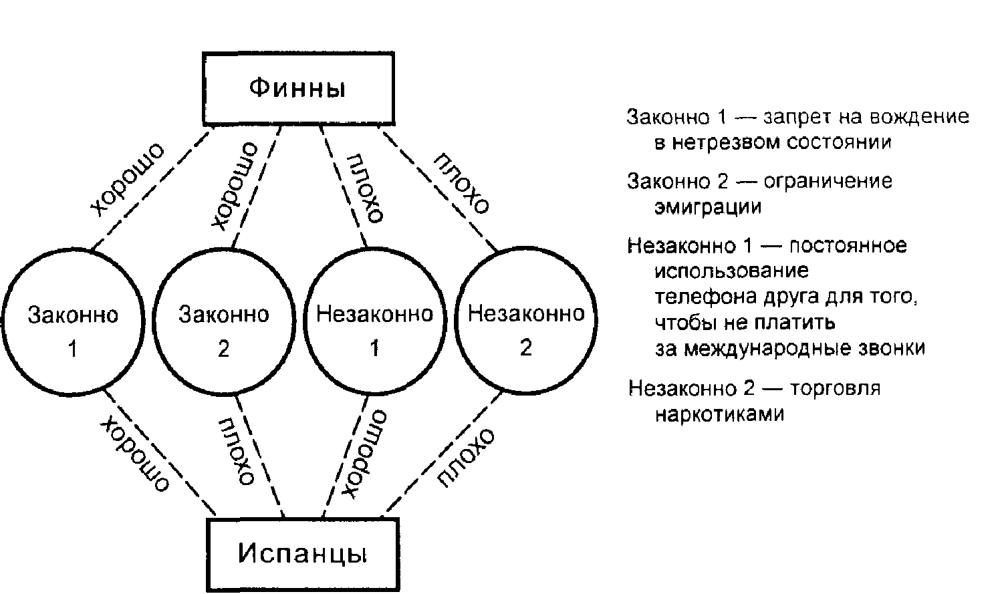 Финны
хорошо
хорошо
плохо
плохо
Законно
1
Законно
2
Незаконно
1
Незаконно
2
хорошо
плохо
хорошо
плохо
Испанцы
Законно 1 — запрет на вождение
в нетрезвом состоянии
Законно 2 — ограничение
эмиграции
Незаконно 1 — постоянное
использование
телефона друга для того,
чтобы не платить
за международные звонки
Незаконно 2 — торговля
наркотиками